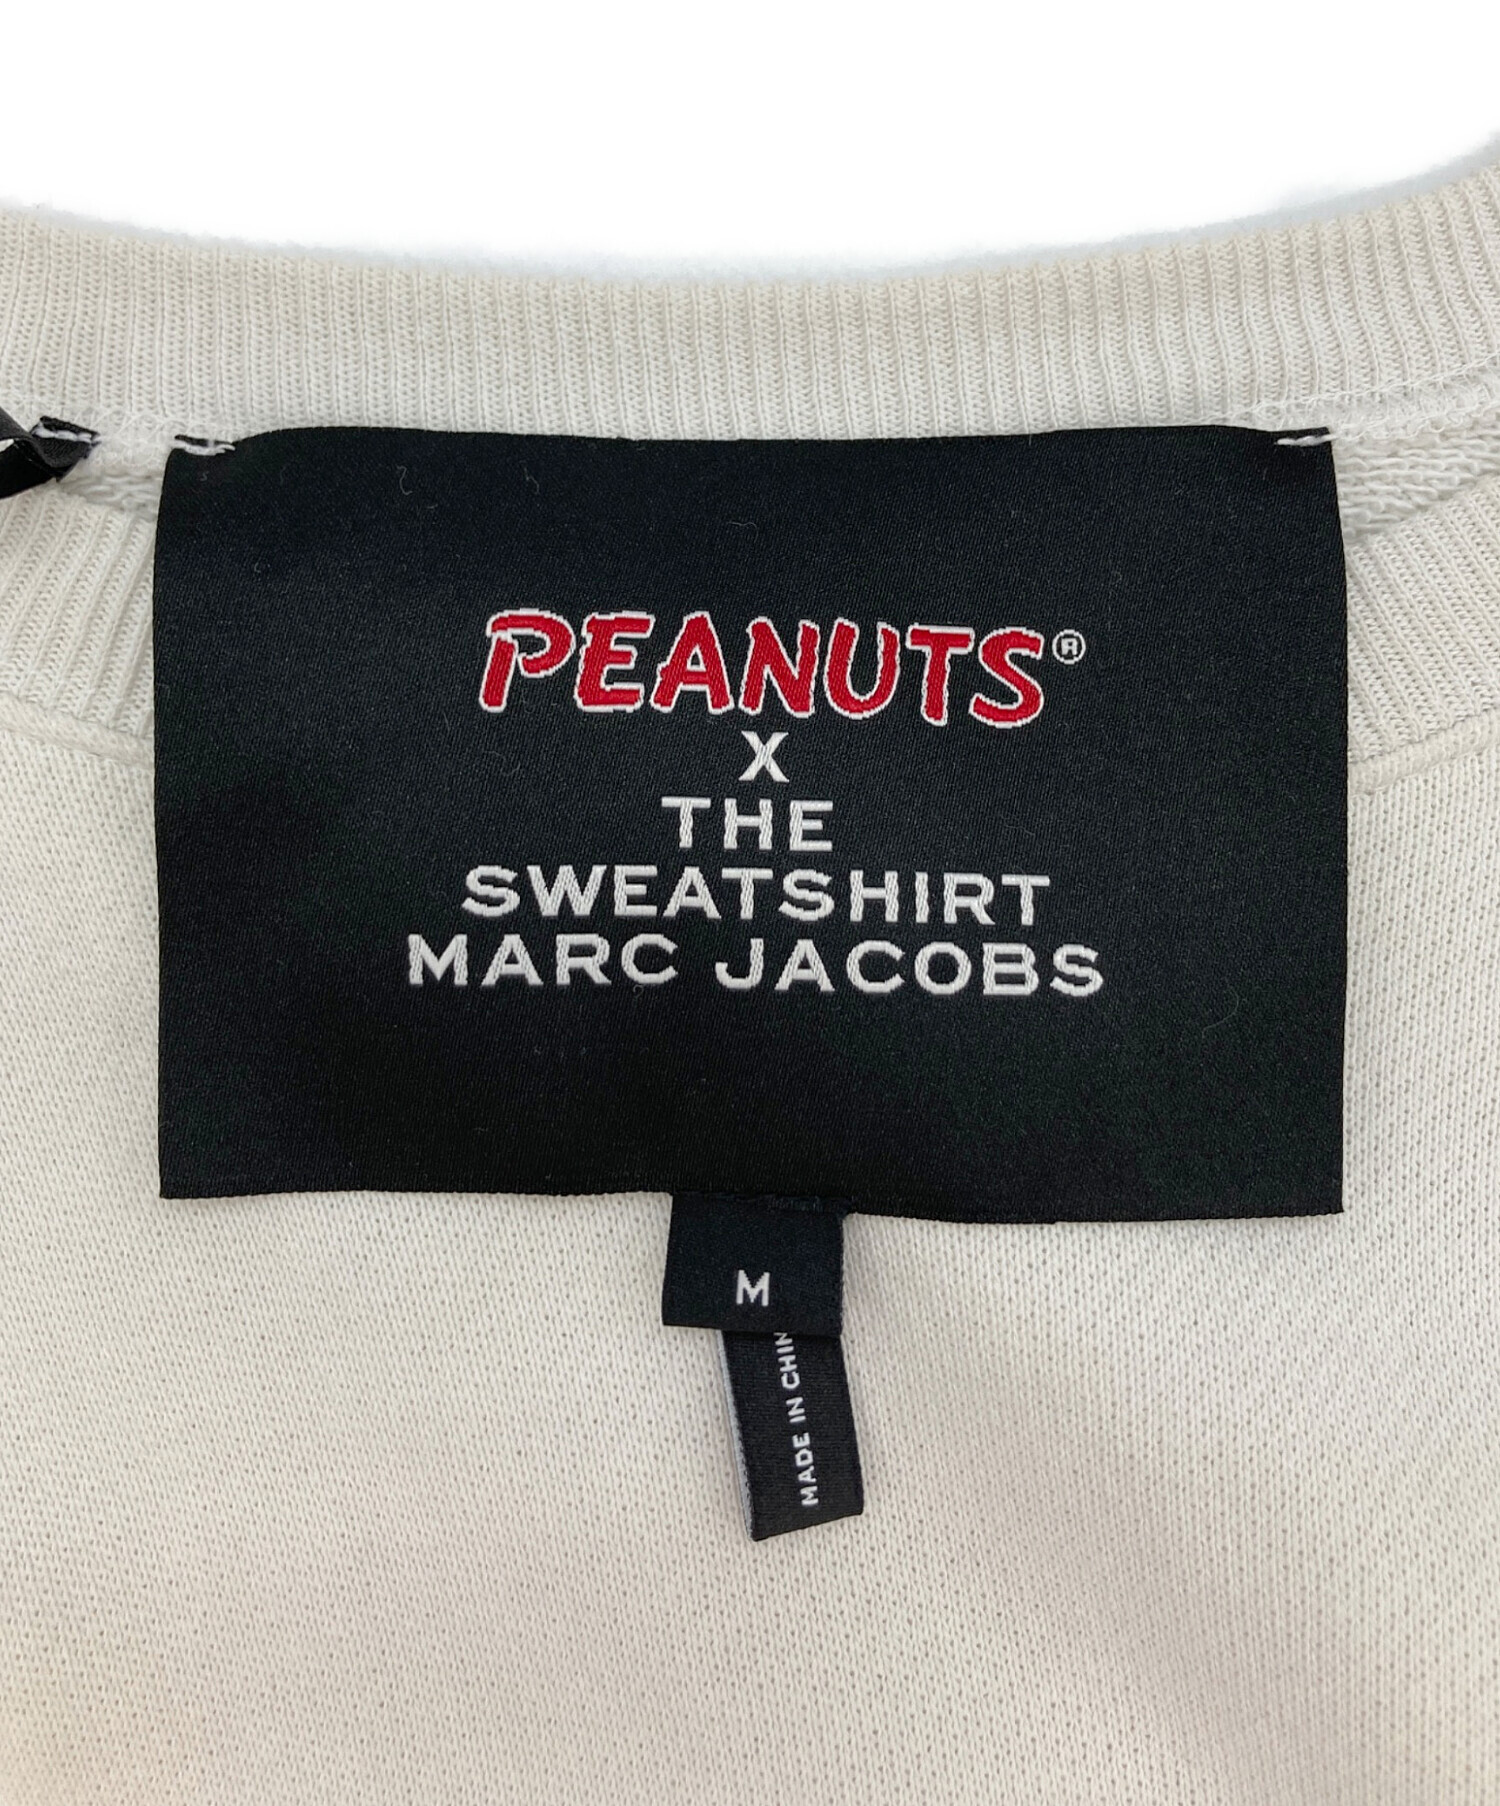 PEANUTS®
X
THE
SWEATSHIRT
MARC JACOBS
M
MADE IN CHIN